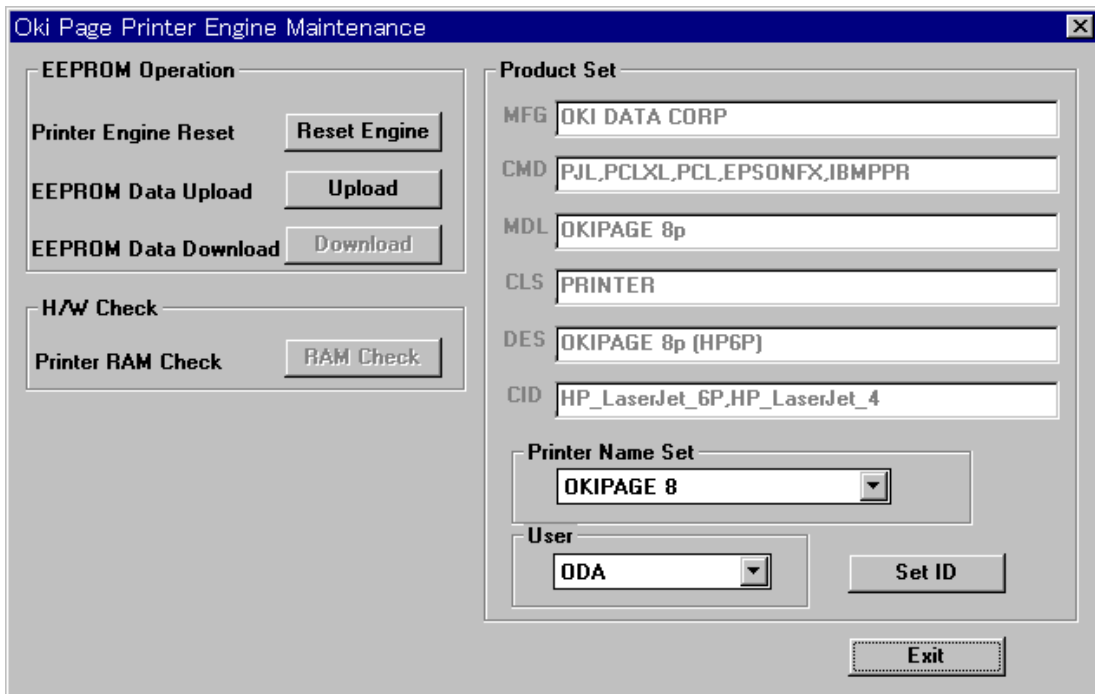 Oki Page Printer Engine Maintenance
EEPROM Operation
Printer Engine Reset
Reset Engine
EEPROM Data Upload
Upload
EEPROM Data Download
Download
H/W Check
Printer RAM Check
RAM Check
Product Set
MFG OKI DATA CORP
CMD PJL,PCLXL,PCL,EPSONFX,IBMPPR
MDL OKIPAGE 8p
CLS PRINTER
DES OKIPAGE 8p (HP6P)
CID HP_LaserJet_6P,HP_LaserJet_4
Printer Name Set
OKIPAGE 8
User
ODA
Set ID
Exit